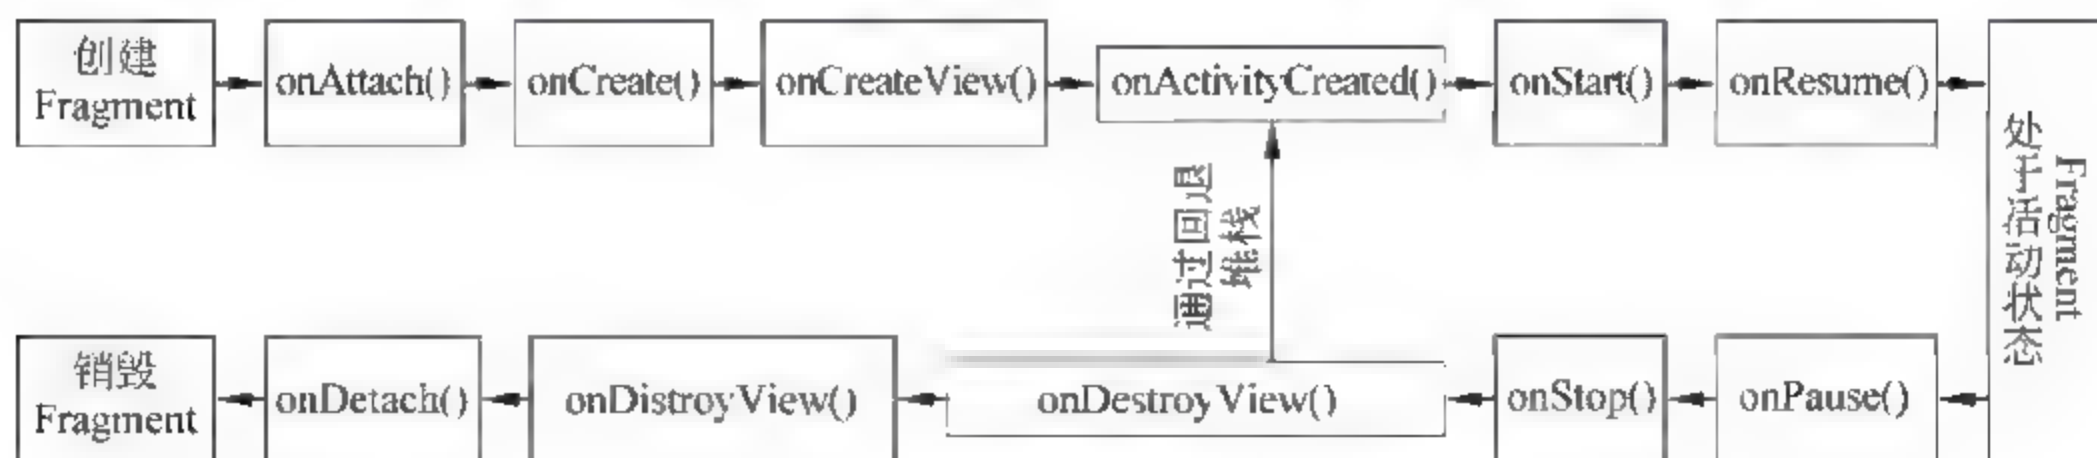 创建
Fragment
onAttach()
onCreate()
onCreateView()
onActivityCreated()
onStart()
onResume()
Fragment
处于活动状态
通过回退
堆栈
销毁
Fragment
onDetach()
onDistroyView()
onDestroyView()
onStop()
onPause()